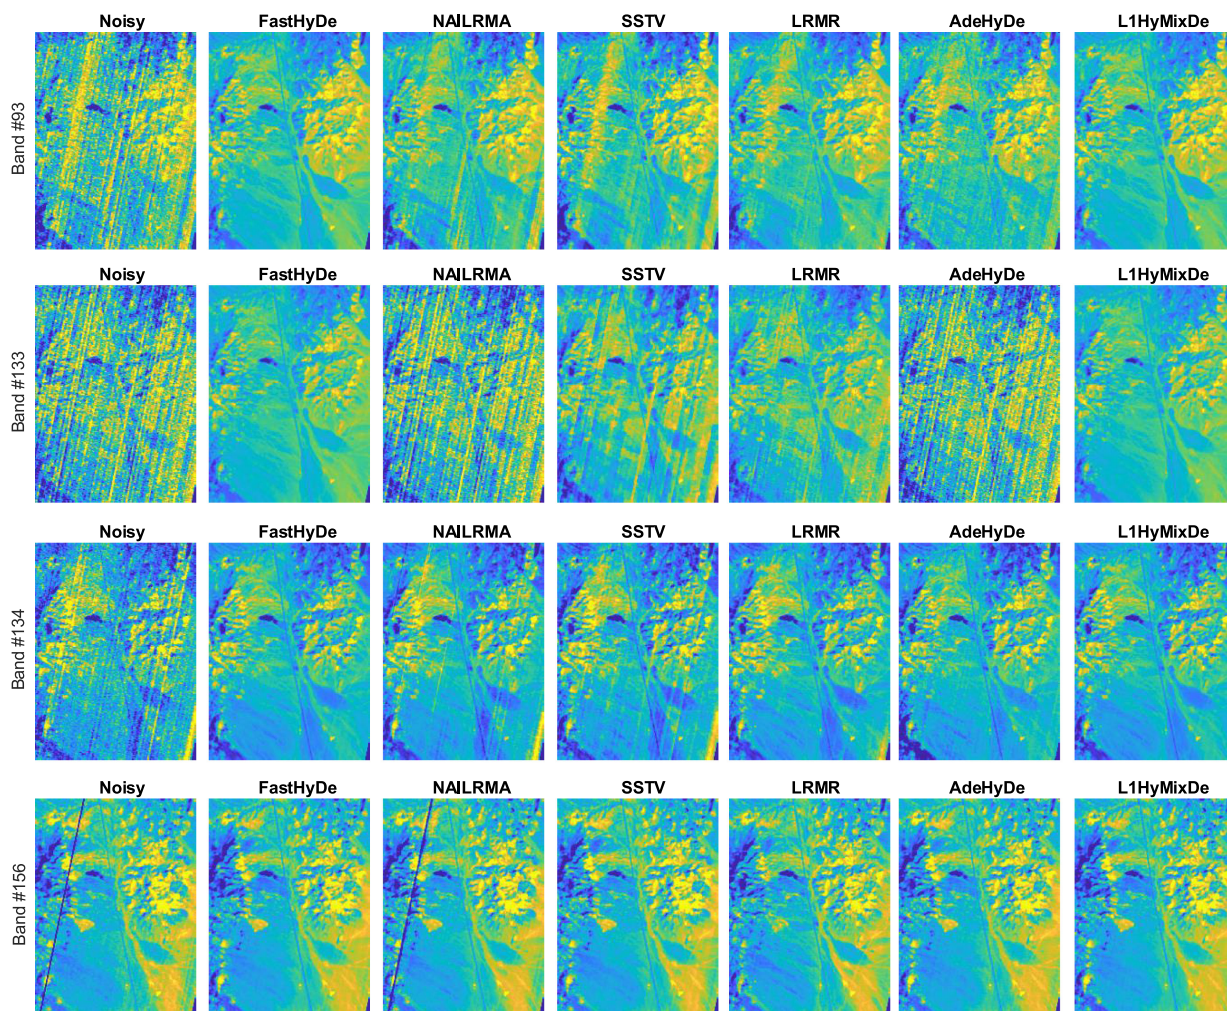 Noisy FastHyDe NAILRMA SSTV LRMR AdeHyDe L1HyMixDe
Band #93
Noisy FastHyDe NAILRMA SSTV LRMR AdeHyDe L1HyMixDe
Band #133
Noisy FastHyDe NAILRMA SSTV LRMR AdeHyDe L1HyMixDe
Band #134
Noisy FastHyDe NAILRMA SSTV LRMR AdeHyDe L1HyMixDe
Band #156